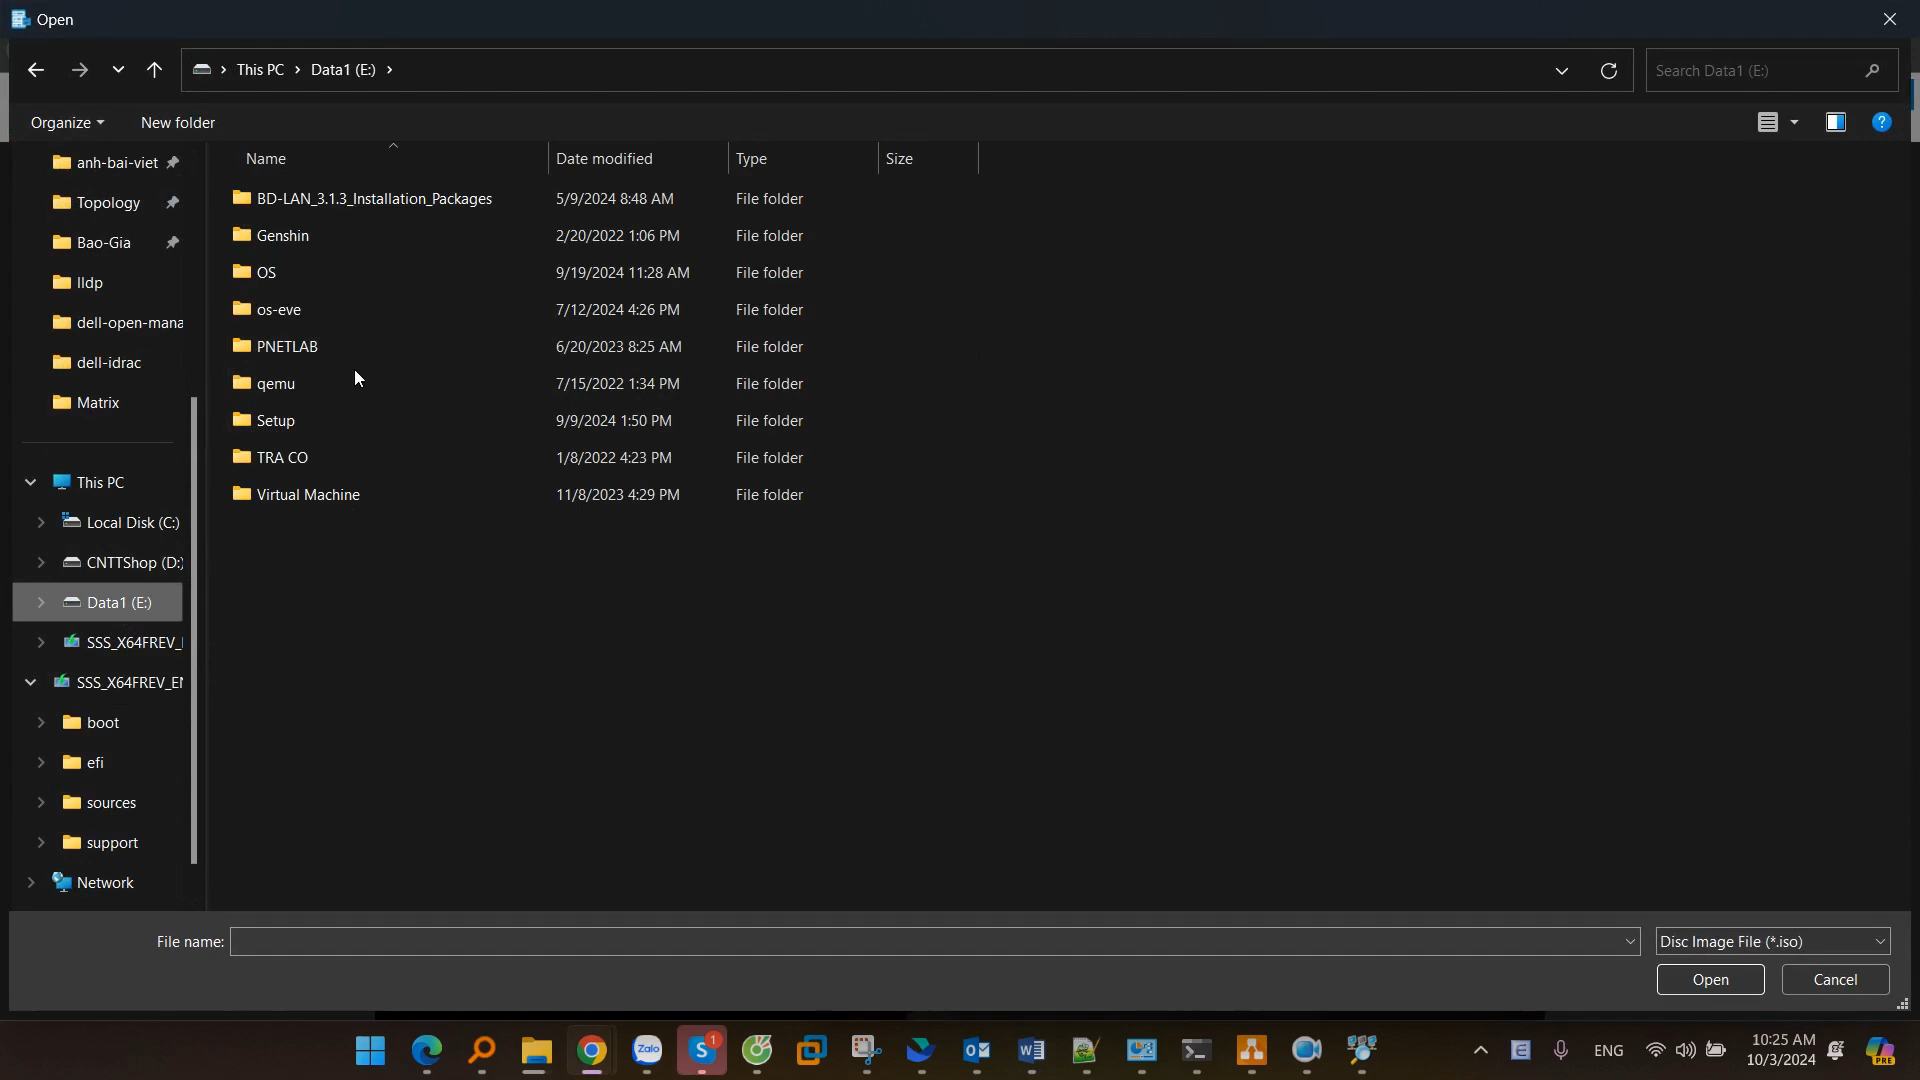 Open
This PC
Data1 (E:)
Search Data1 (E:)
Organize
New folder
Name
Date modified
Type
Size
BD-LAN_3.1.3_Installation_Packages 5/9/2024 8:48 AM File folder
Genshin 2/20/2022 1:06 PM File folder
OS 9/19/2024 11:28 AM File folder
os-eve 7/12/2024 4:26 PM File folder
PNETLAB 6/20/2023 8:25 AM File folder
qemu 7/15/2022 1:34 PM File folder
Setup 9/9/2024 1:50 PM File folder
TRA CO 1/8/2022 4:23 PM File folder
Virtual Machine 11/8/2023 4:29 PM File folder
anh-bai-viet
Topology
Bao-Gia
lldp
dell-open-mana
dell-idrac
Matrix
This PC
Local Disk (C:)
CNTTShop (D:)
Data1 (E:)
SSS_X64FREV_
SSS_X64FREV_EN
boot
efi
sources
support
Network
File name:
Disc Image File (*.iso)
Open
Cancel
Zalo
S
1
ENG
10:25 AM
10/3/2024
PRE